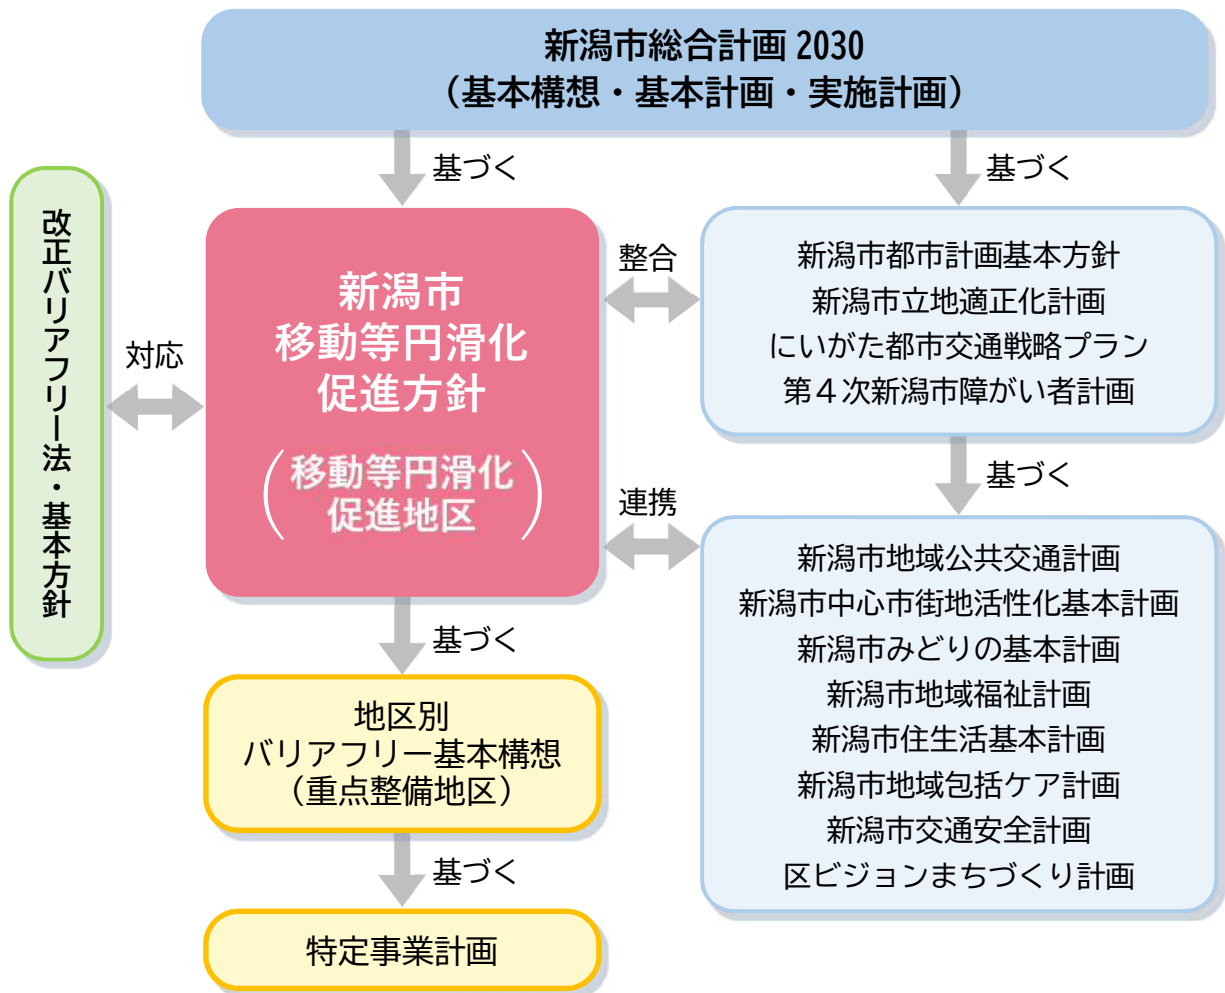 新潟市総合計画 2030
（基本構想・基本計画・実施計画）
基づく
基づく
改正バリアフリー法・基本方針
対応
新潟市
移動等円滑化
促進方針
（移動等円滑化
促進地区）
整合
新潟市都市計画基本方針
新潟市立地適正化計画
にいがた都市交通戦略プラン
第４次新潟市障がい者計画
基づく
連携
新潟市地域公共交通計画
新潟市中心市街地活性化基本計画
新潟市みどりの基本計画
新潟市地域福祉計画
新潟市住生活基本計画
新潟市地域包括ケア計画
新潟市交通安全計画
区ビジョンまちづくり計画
基づく
地区別
バリアフリー基本構想
（重点整備地区）
基づく
特定事業計画